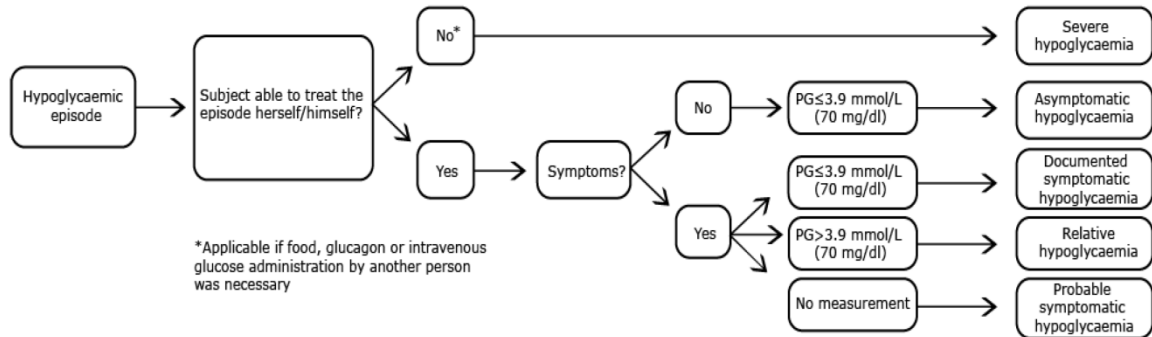 No*
Severe
hypoglycaemia
Hypoglycaemic
episode
Subject able to treat the
episode herself/himself?
No
PG≤3.9 mmol/L
(70 mg/dl)
Asymptomatic
hypoglycaemia
Yes
Symptoms?
PG≤3.9 mmol/L
(70 mg/dl)
Documented
symptomatic
hypoglycaemia
Yes
PG>3.9 mmol/L
(70 mg/dl)
Relative
hypoglycaemia
No measurement
Probable
symptomatic
hypoglycaemia
*Applicable if food, glucagon or intravenous
glucose administration by another person
was necessary